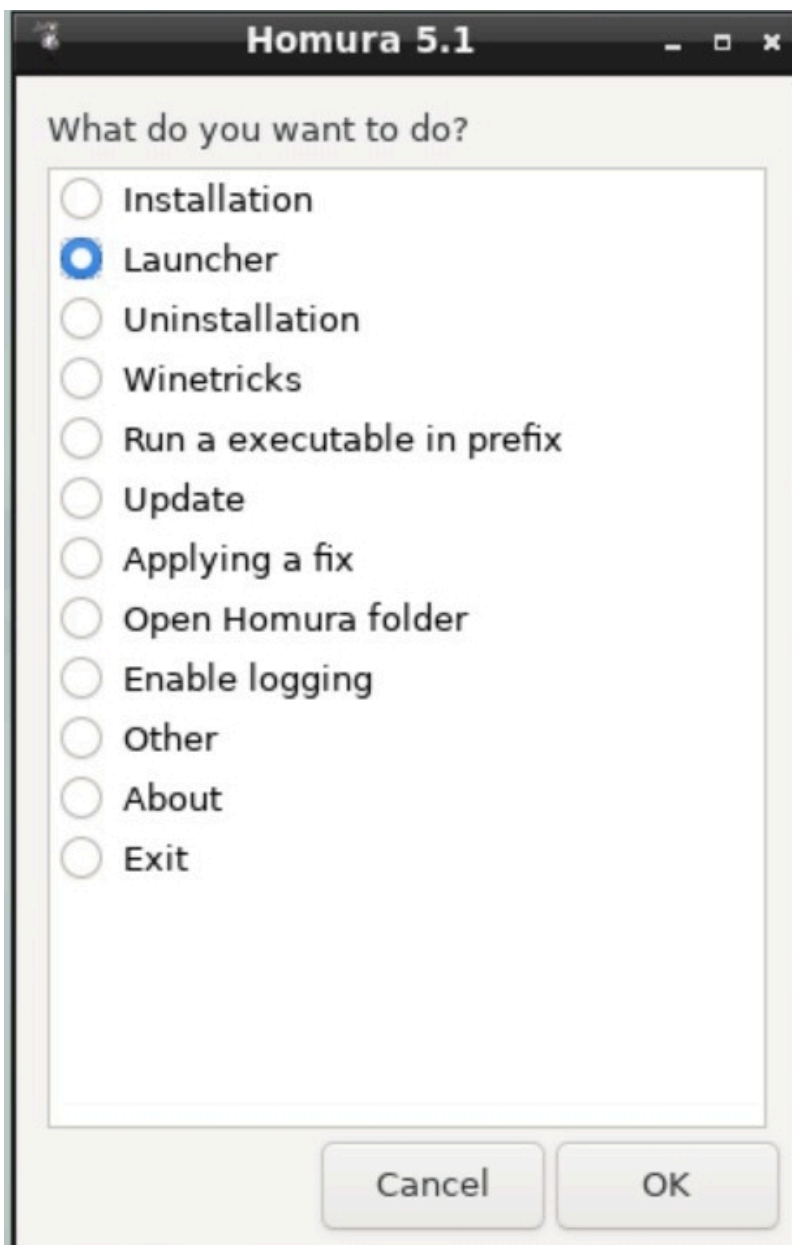 Homura 5.1
What do you want to do?
Installation
Launcher
Uninstallation
Winetricks
Run a executable in prefix
Update
Applying a fix
Open Homura folder
Enable logging
Other
About
Exit
Cancel OK